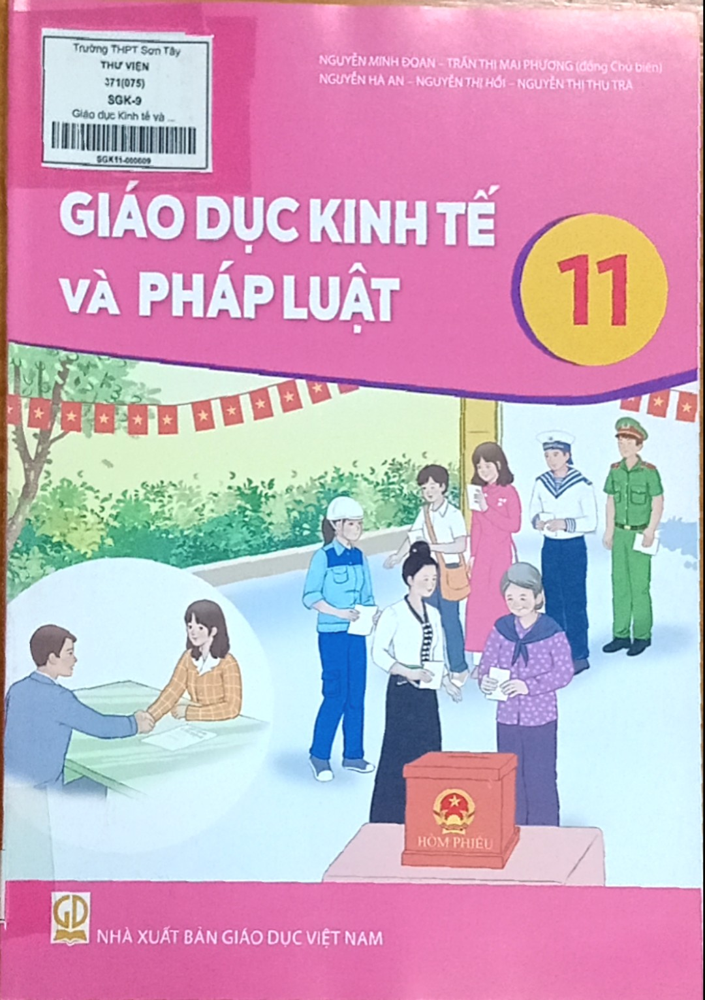 Trường THPT Sơn Tây
THƯ VIỆN
371(075)
SGK-9
Giáo dục Kinh tế và ...
SGK11-000609
NGUYỄN MINH ĐOAN – TRẦN THỊ MAI PHƯƠNG (đồng Chủ biên)
NGUYỄN HÀ AN – NGUYỄN THỊ HỒI – NGUYỄN THỊ THU TRÀ
GIÁO DỤC KINH TẾ
VÀ PHÁP LUẬT
11
HÒM PHIẾU
GD
NHÀ XUẤT BẢN GIÁO DỤC VIỆT NAM